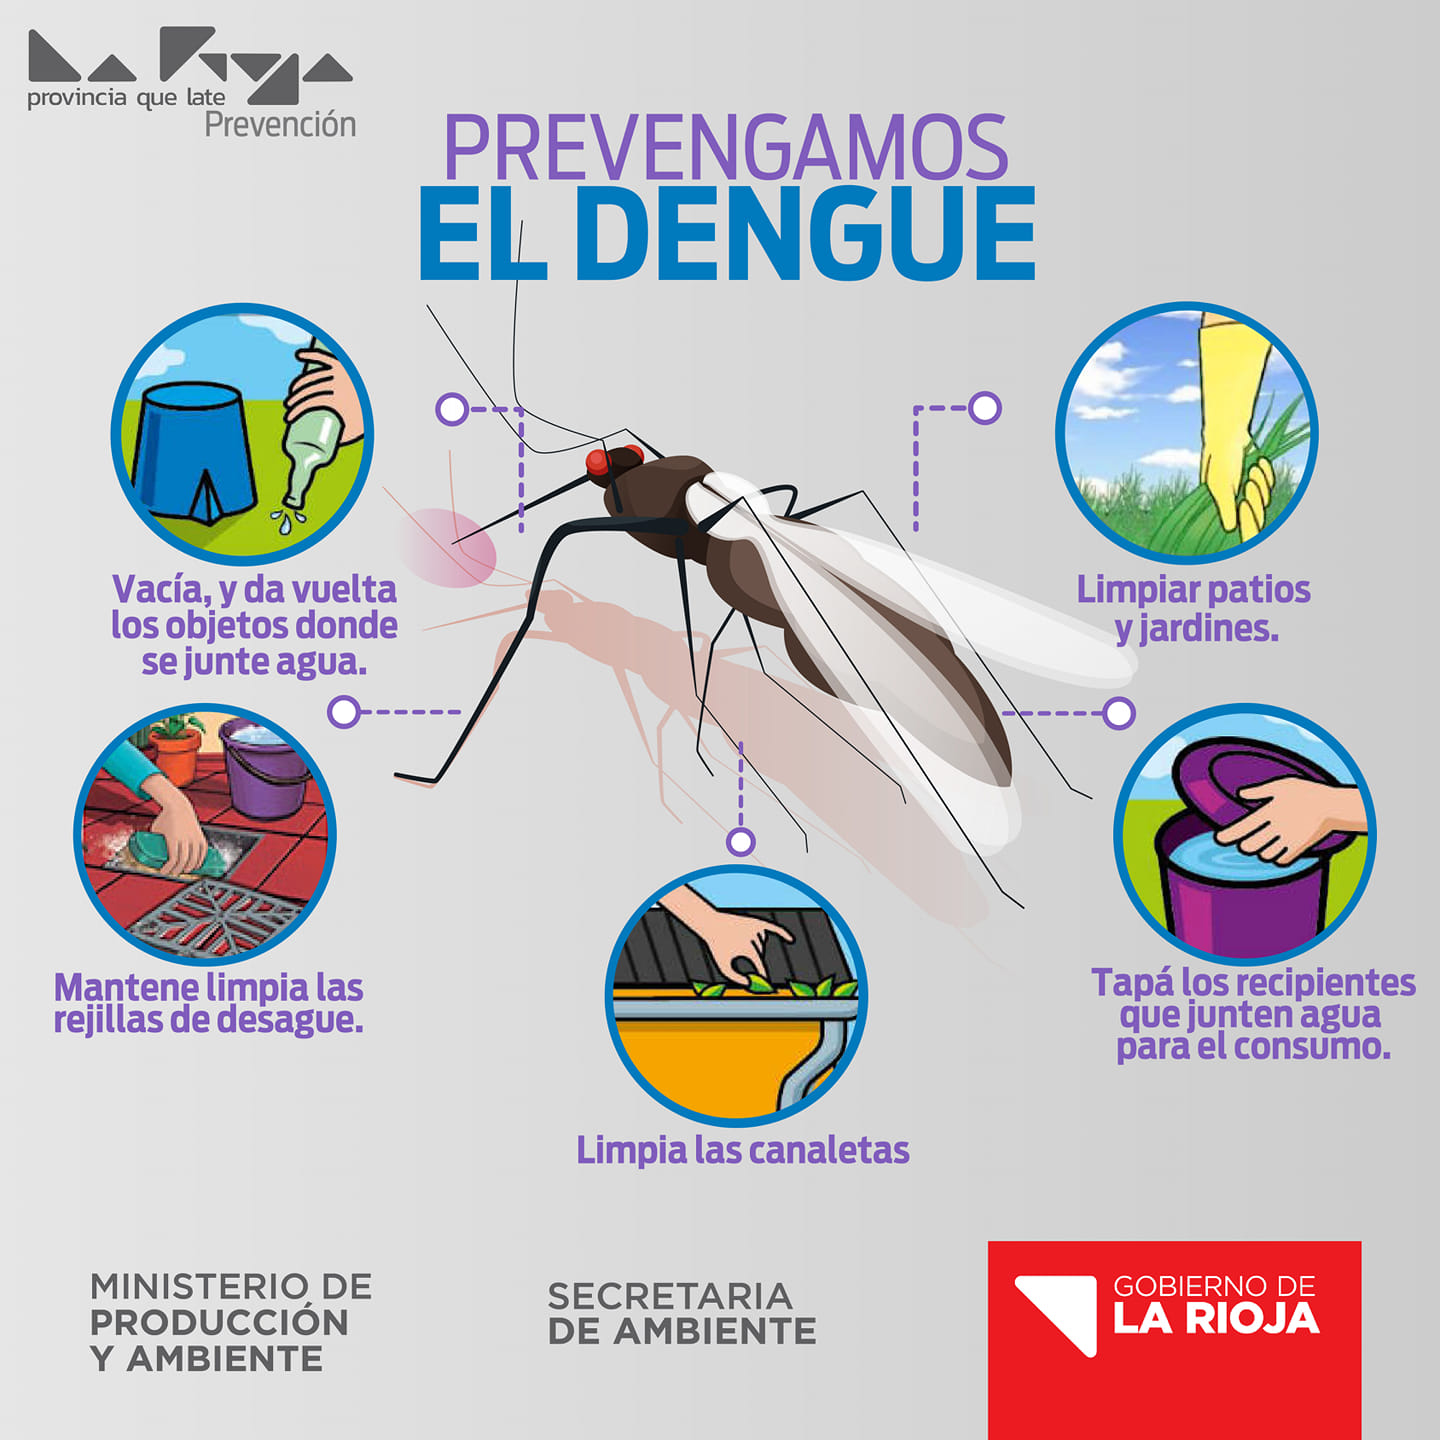 La Rioja
provincia que late
Prevención
PREVENGAMOS
EL DENGUE
Vacía, y da vuelta
los objetos donde
se junte agua.
Limpiar patios
y jardines.
Mantene limpia las
rejillas de desague.
Tapá los recipientes
que junten agua
para el consumo.
Limpia las canaletas
MINISTERIO DE
PRODUCCIÓN
Y AMBIENTE
SECRETARIA
DE AMBIENTE
GOBIERNO DE
LA RIOJA